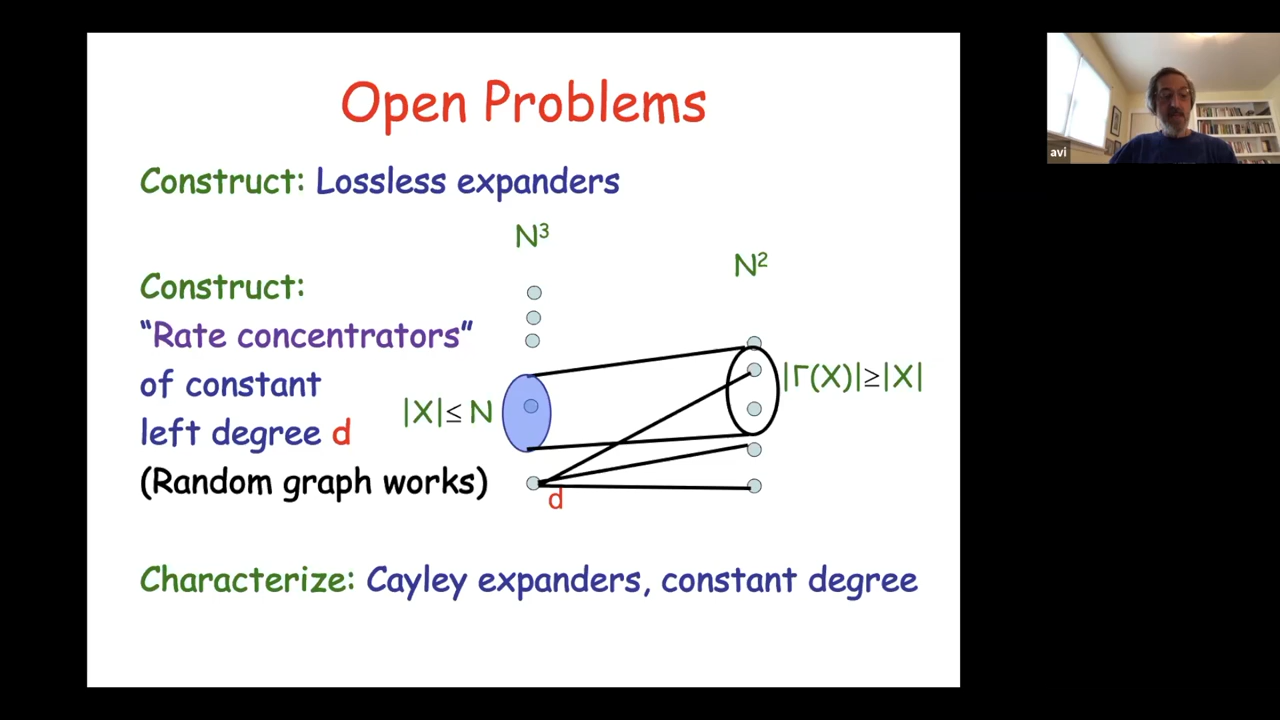 Open Problems
Construct: Lossless expanders
N³
N²
Construct:
“Rate concentrators”
of constant
left degree d
(Random graph works)
|X|≤ N
|Γ(X)|≥|X|
d
Characterize: Cayley expanders, constant degree
avi